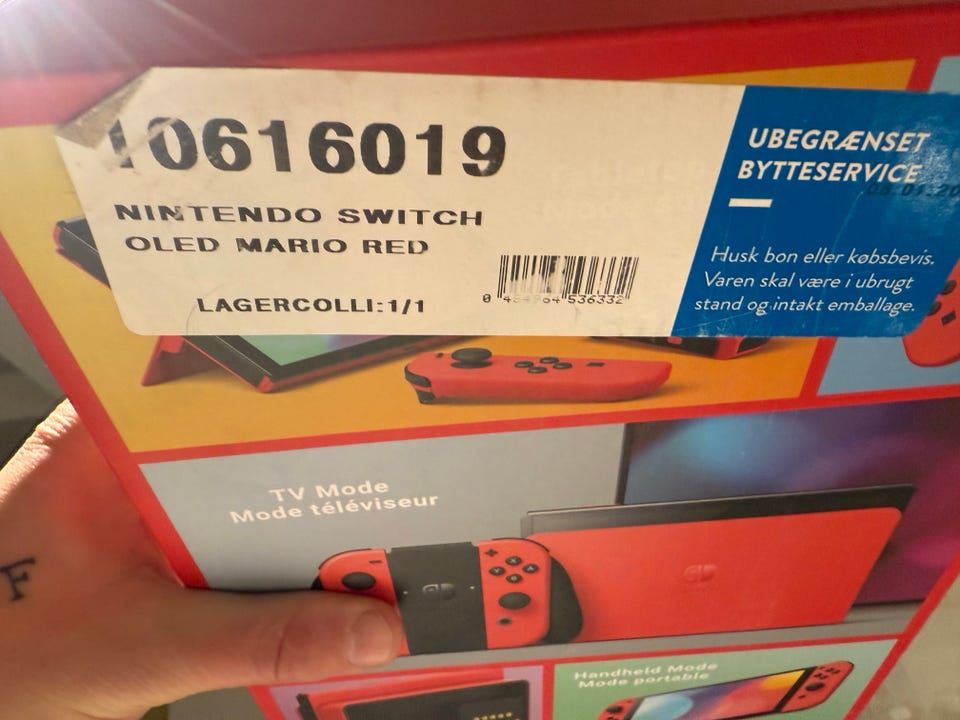 10616019
NINTENDO SWITCH
OLED MARIO RED
LAGERCOLLI:1/1
UBEGRÆNSET
BYTTESERVICE
Husk bon eller købsbevis.
Varen skal være i ubrugt
stand og intakt emballage.
TV Mode
Mode téléviseur
Handheld Mode
Mode portable
F